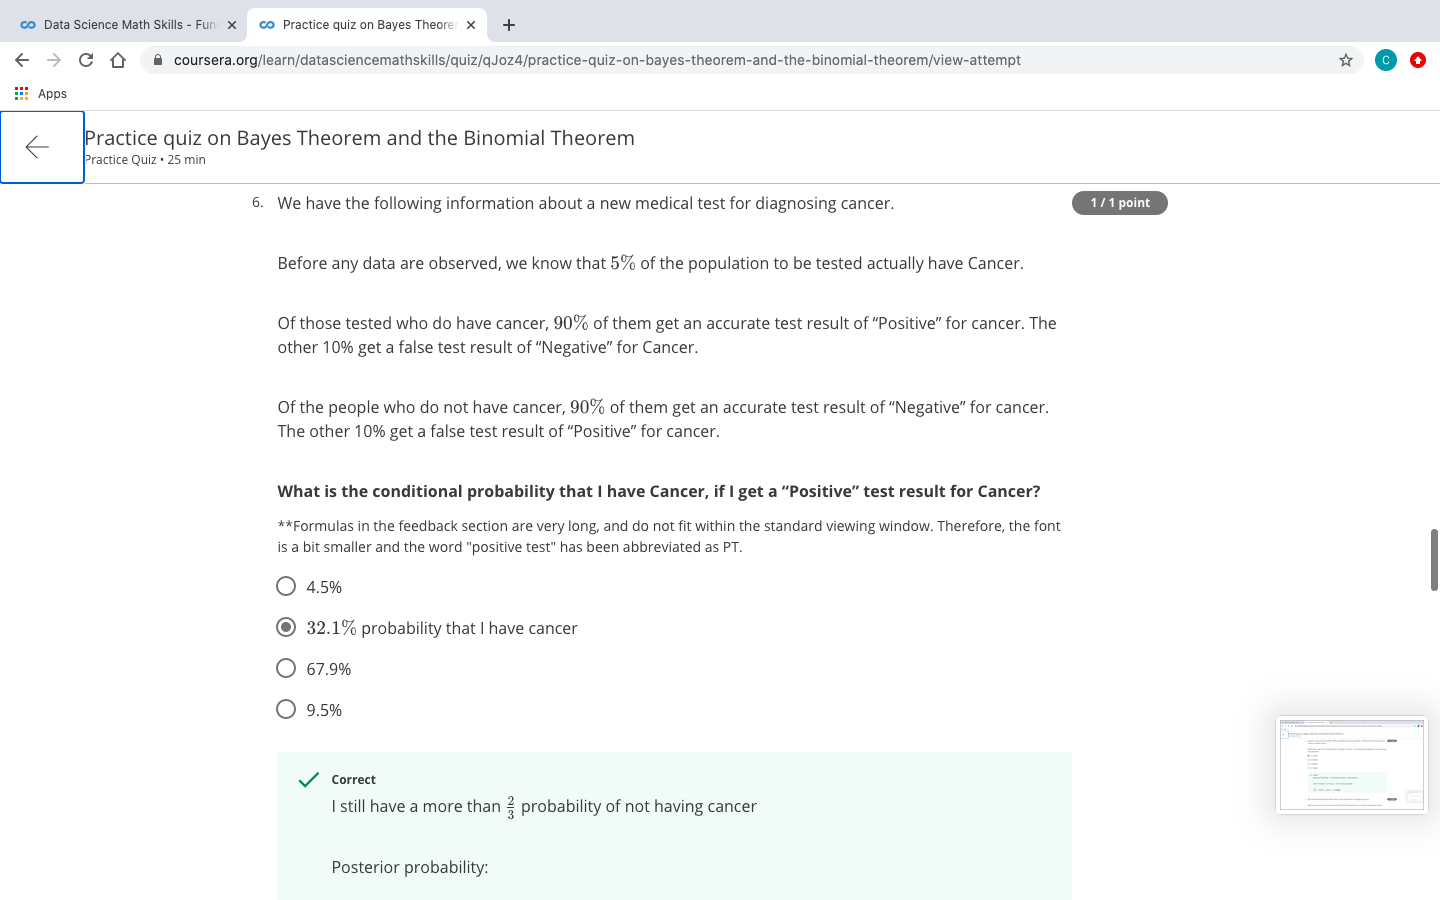 Data Science Math Skills - Fun
Practice quiz on Bayes Theorem
coursera.org/learn/datasciencemathskills/quiz/qJoz4/practice-quiz-on-bayes-theorem-and-the-binomial-theorem/view-attempt
C
Apps
Practice quiz on Bayes Theorem and the Binomial Theorem
Practice Quiz • 25 min
6. We have the following information about a new medical test for diagnosing cancer.
1 / 1 point
Before any data are observed, we know that 5% of the population to be tested actually have Cancer.
Of those tested who do have cancer, 90% of them get an accurate test result of “Positive” for cancer. The
other 10% get a false test result of “Negative” for Cancer.
Of the people who do not have cancer, 90% of them get an accurate test result of “Negative” for cancer.
The other 10% get a false test result of “Positive” for cancer.
What is the conditional probability that I have Cancer, if I get a “Positive” test result for Cancer?
**Formulas in the feedback section are very long, and do not fit within the standard viewing window. Therefore, the font
is a bit smaller and the word "positive test" has been abbreviated as PT.
4.5%
32.1% probability that I have cancer
67.9%
9.5%
Correct
I still have a more than 2/3 probability of not having cancer
Posterior probability: